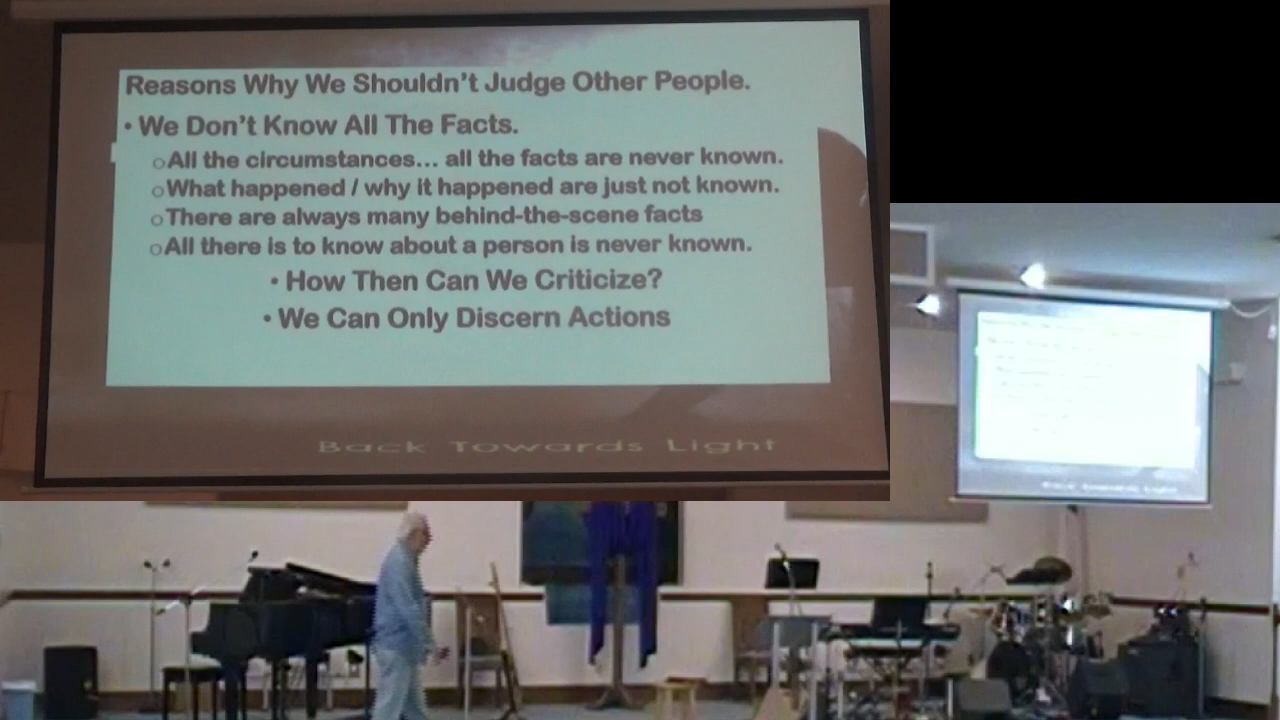 Reasons Why We Shouldn't Judge Other People.
• We Don't Know All The Facts.
○ All the circumstances... all the facts are never known.
○ What happened / why it happened are just not known.
○ There are always many behind-the-scene facts
○ All there is to know about a person is never known.
• How Then Can We Criticize?
• We Can Only Discern Actions
Back Towards Light